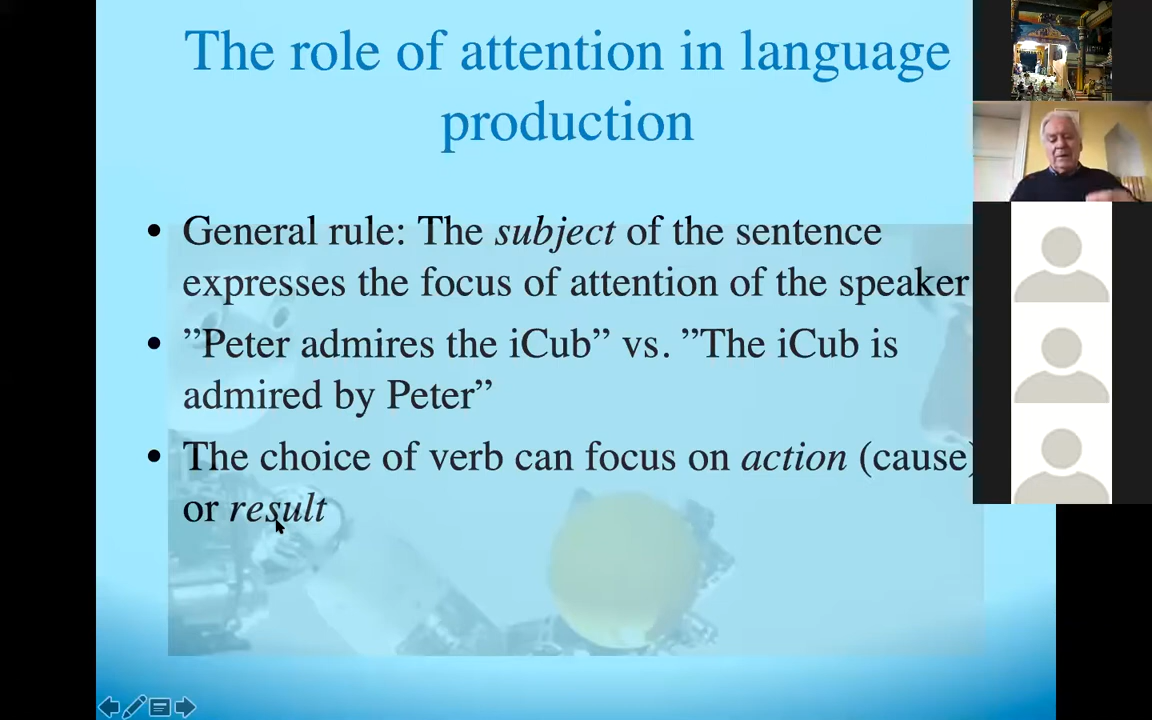 The role of attention in language
production
• General rule: The subject of the sentence
expresses the focus of attention of the speaker
• ”Peter admires the iCub” vs. ”The iCub is
admired by Peter”
• The choice of verb can focus on action (cause)
or result